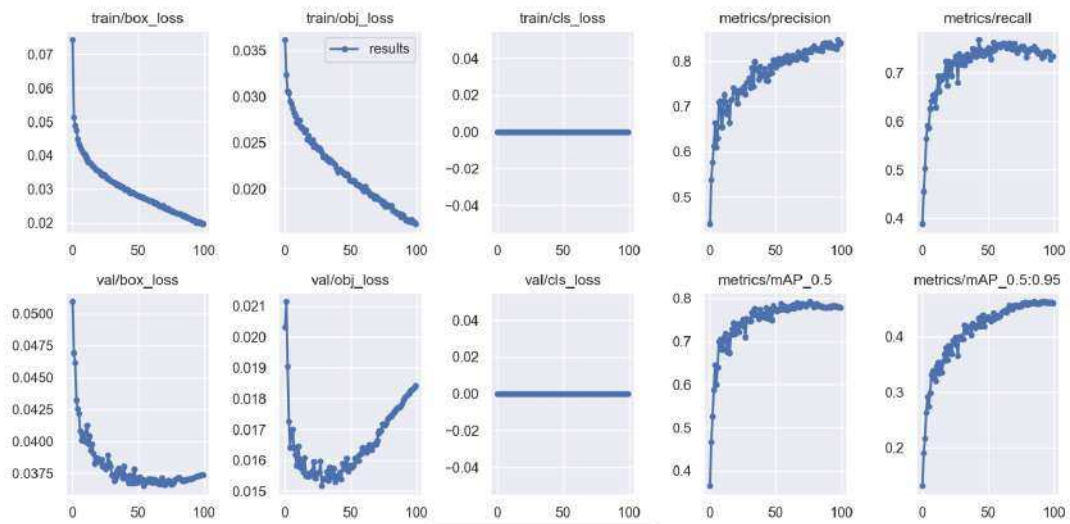 train/box_loss
0.07
0.06
0.05
0.04
0.03
0.02
0 50 100
train/obj_loss
results
0.035
0.030
0.025
0.020
0 50 100
train/cls_loss
0.04
0.02
0.00
−0.02
−0.04
0 50 100
metrics/precision
0.8
0.7
0.6
0.5
0 50 100
metrics/recall
0.7
0.6
0.5
0.4
0 50 100
val/box_loss
0.0500
0.0475
0.0450
0.0425
0.0400
0.0375
0 50 100
val/obj_loss
0.021
0.020
0.019
0.018
0.017
0.016
0.015
0 50 100
val/cls_loss
0.04
0.02
0.00
−0.02
−0.04
0 50 100
metrics/mAP_0.5
0.8
0.7
0.6
0.5
0.4
0 50 100
metrics/mAP_0.5:0.95
0.4
0.3
0.2
0 50 100